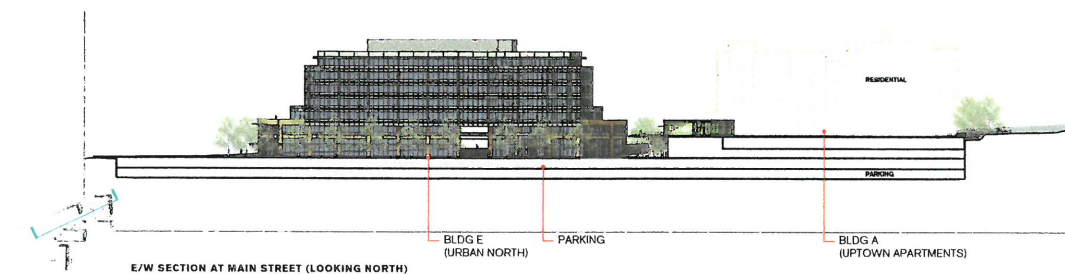 RESIDENTIAL
PARKING
BLDG E
(URBAN NORTH)
PARKING
BLDG A
(UPTOWN APARTMENTS)
E/W SECTION AT MAIN STREET (LOOKING NORTH)